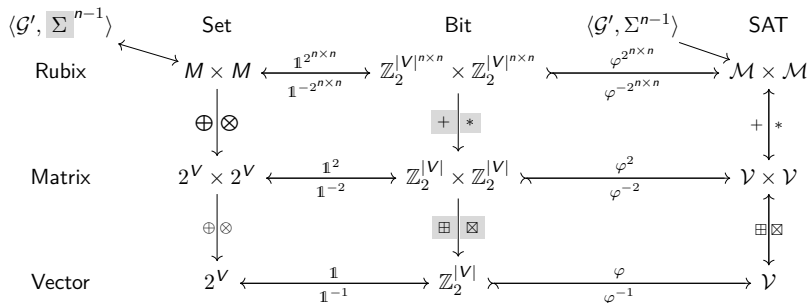 ⟨𝒢′, Σ^{n−1}⟩ Set Bit ⟨𝒢′, Σ^{n−1}⟩ SAT
Rubix M × M 𝟙^{2^{n×n}} 𝟙^{−2^{n×n}} ℤ₂^{|V|^{n×n}} × ℤ₂^{|V|^{n×n}} φ^{2^{n×n}} φ^{−2^{n×n}} ℳ × ℳ
⊕ ⊗ + * + *
Matrix 2^V × 2^V 𝟙² 𝟙^{−2} ℤ₂^{|V|} × ℤ₂^{|V|} φ² φ^{−2} 𝒱 × 𝒱
⊕ ⊗ ⊞ ⊠ ⊞ ⊠
Vector 2^V 𝟙 𝟙^{−1} ℤ₂^{|V|} φ φ^{−1} 𝒱